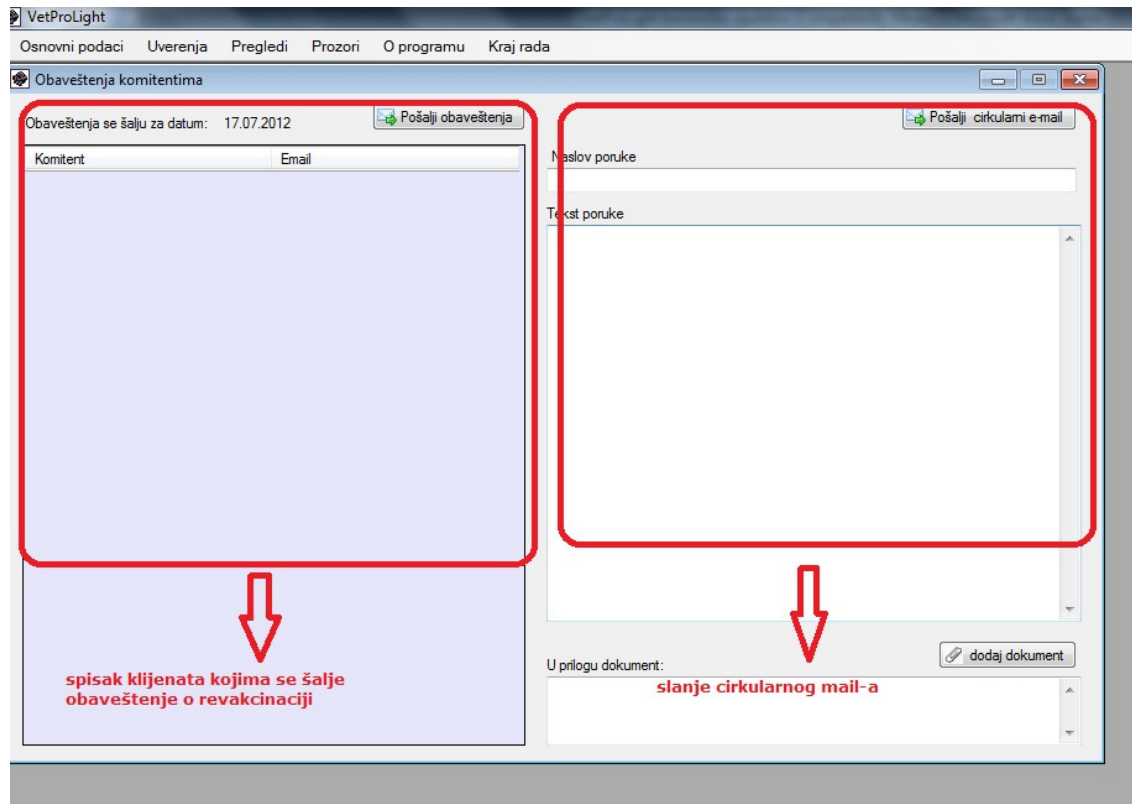 VetProLight
Osnovni podaci Uverenja Pregledi Prozori O programu Kraj rada
Obaveštenja komitentima
Obaveštenja se šalju za datum: 17.07.2012
Pošalji obaveštenja
Komitent Email
spisak klijenata kojima se šalje
obaveštenje o revakcinaciji
Pošalji cirkularni e-mail
Naslov poruke
Tekst poruke
U prilogu dokument:
dodaj dokument
slanje cirkularnog mail-a